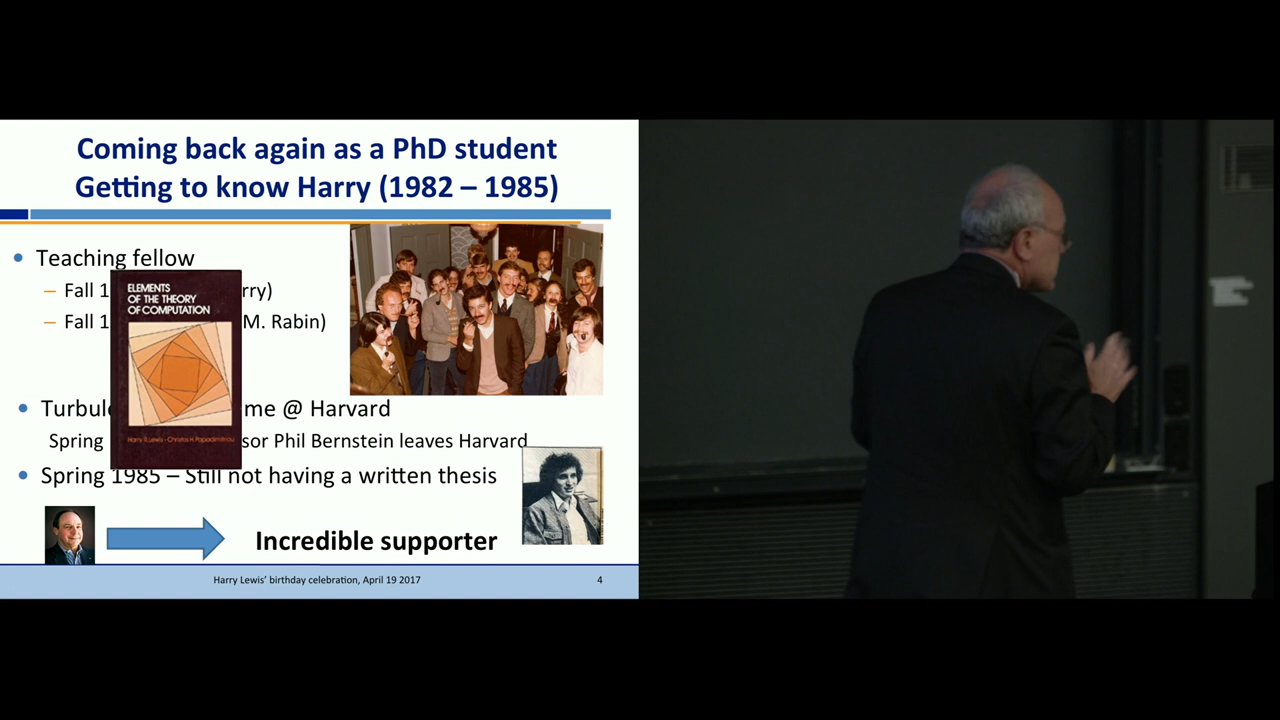 Coming back again as a PhD student
Getting to know Harry (1982 – 1985)
• Teaching fellow
– Fall 1 rry)
– Fall 1 M. Rabin)
ELEMENTS
OF THE THEORY
OF COMPUTATION
Harry R. Lewis · Christos H. Papadimitriou
• Turbul me @ Harvard
Spring sor Phil Bernstein leaves Harvard
• Spring 1985 – Still not having a written thesis
Incredible supporter
Harry Lewis’ birthday celebration, April 19 2017
4